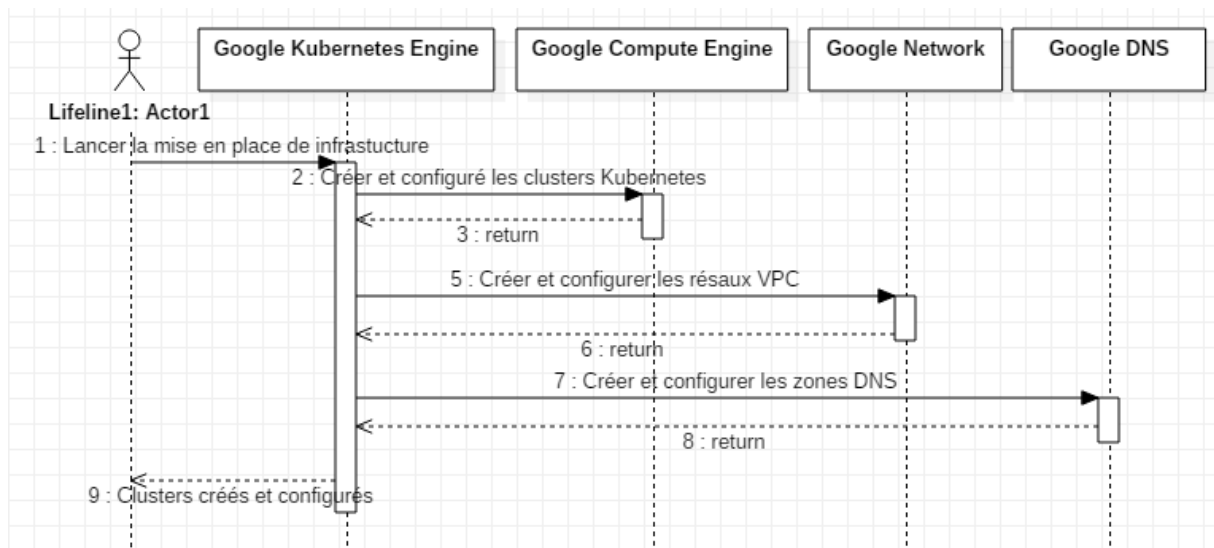 Google Kubernetes Engine
Google Compute Engine
Google Network
Google DNS
Lifeline1: Actor1
1 : Lancer la mise en place de infrastucture
2 : Créer et configuré les clusters Kubernetes
3 : return
5 : Créer et configurer les résaux VPC
6 : return
7 : Créer et configurer les zones DNS
8 : return
9 : Clusters créés et configurés